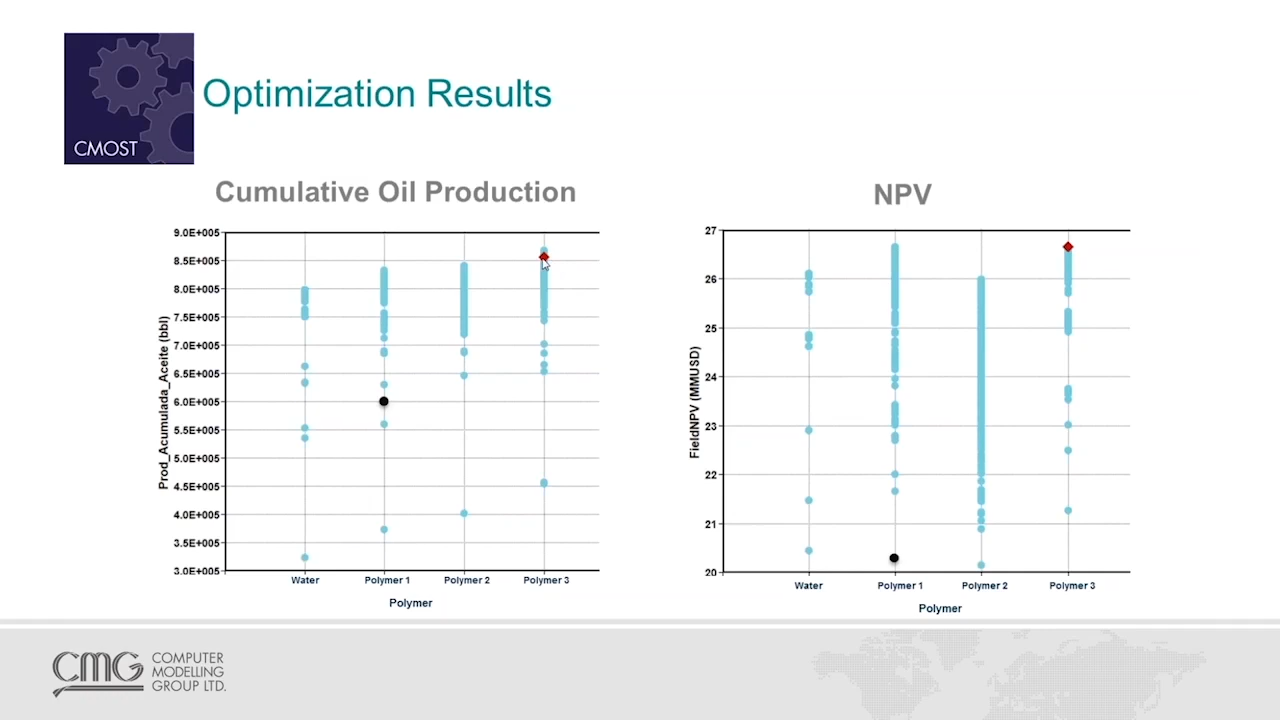 CMOST
Optimization Results
Cumulative Oil Production
9.0E+005
8.5E+005
8.0E+005
7.5E+005
7.0E+005
6.5E+005
6.0E+005
5.5E+005
5.0E+005
4.5E+005
4.0E+005
3.5E+005
3.0E+005
Prod_Acumulada_Aceite (bbl)
Water Polymer 1 Polymer 2 Polymer 3
Polymer
NPV
27
26
25
24
23
22
21
20
FieldNPV (MMUSD)
Water Polymer 1 Polymer 2 Polymer 3
Polymer
CMG
COMPUTER
MODELLING
GROUP LTD.